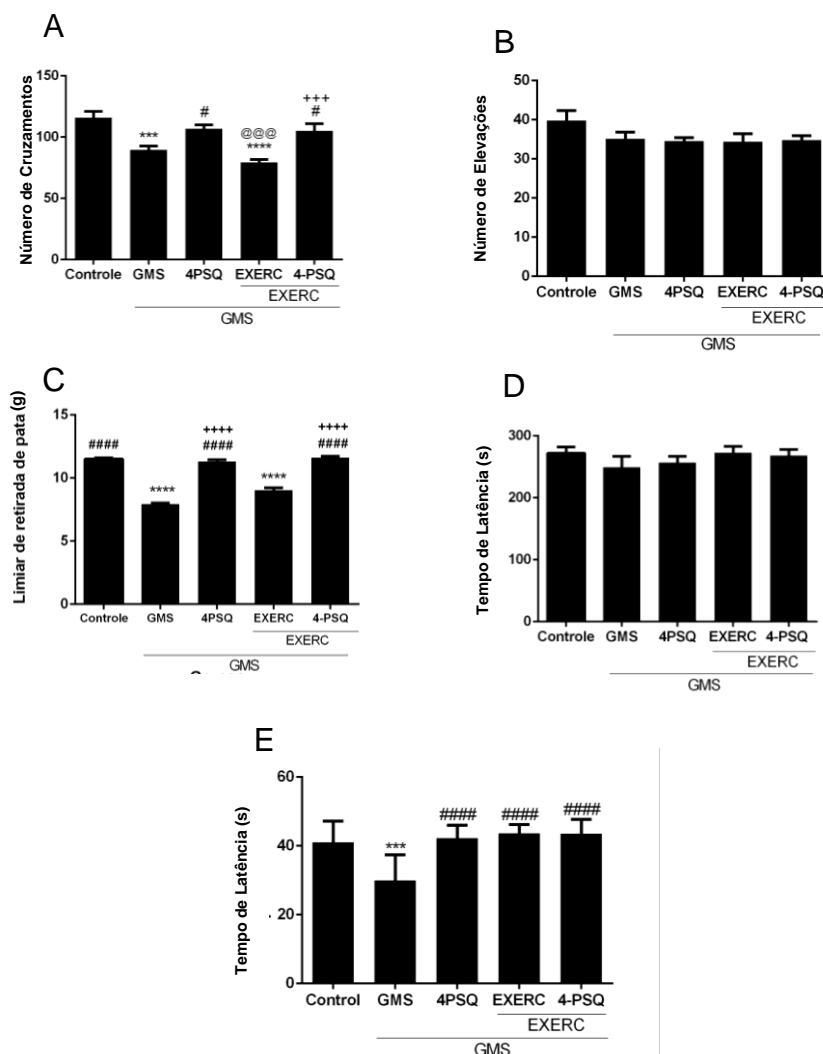 A
Número de Cruzamentos
150
100
50
0
***
#
@@@
****
+++
#
Controle GMS 4PSQ EXERC 4-PSQ
EXERC
GMS
B
Número de Elevações
50
40
30
20
10
0
Controle GMS 4PSQ EXERC 4-PSQ
EXERC
GMS
C
Limiar de retirada de pata (g)
15
10
5
0
####
****
++++
####
****
++++
####
Controle GMS 4PSQ EXERC 4-PSQ
EXERC
GMS
D
Tempo de Latência (s)
300
200
100
0
Controle GMS 4PSQ EXERC 4-PSQ
EXERC
GMS
E
Tempo de Latência (s)
60
40
20
0
***
####
####
####
Control GMS 4PSQ EXERC 4-PSQ
EXERC
GMS